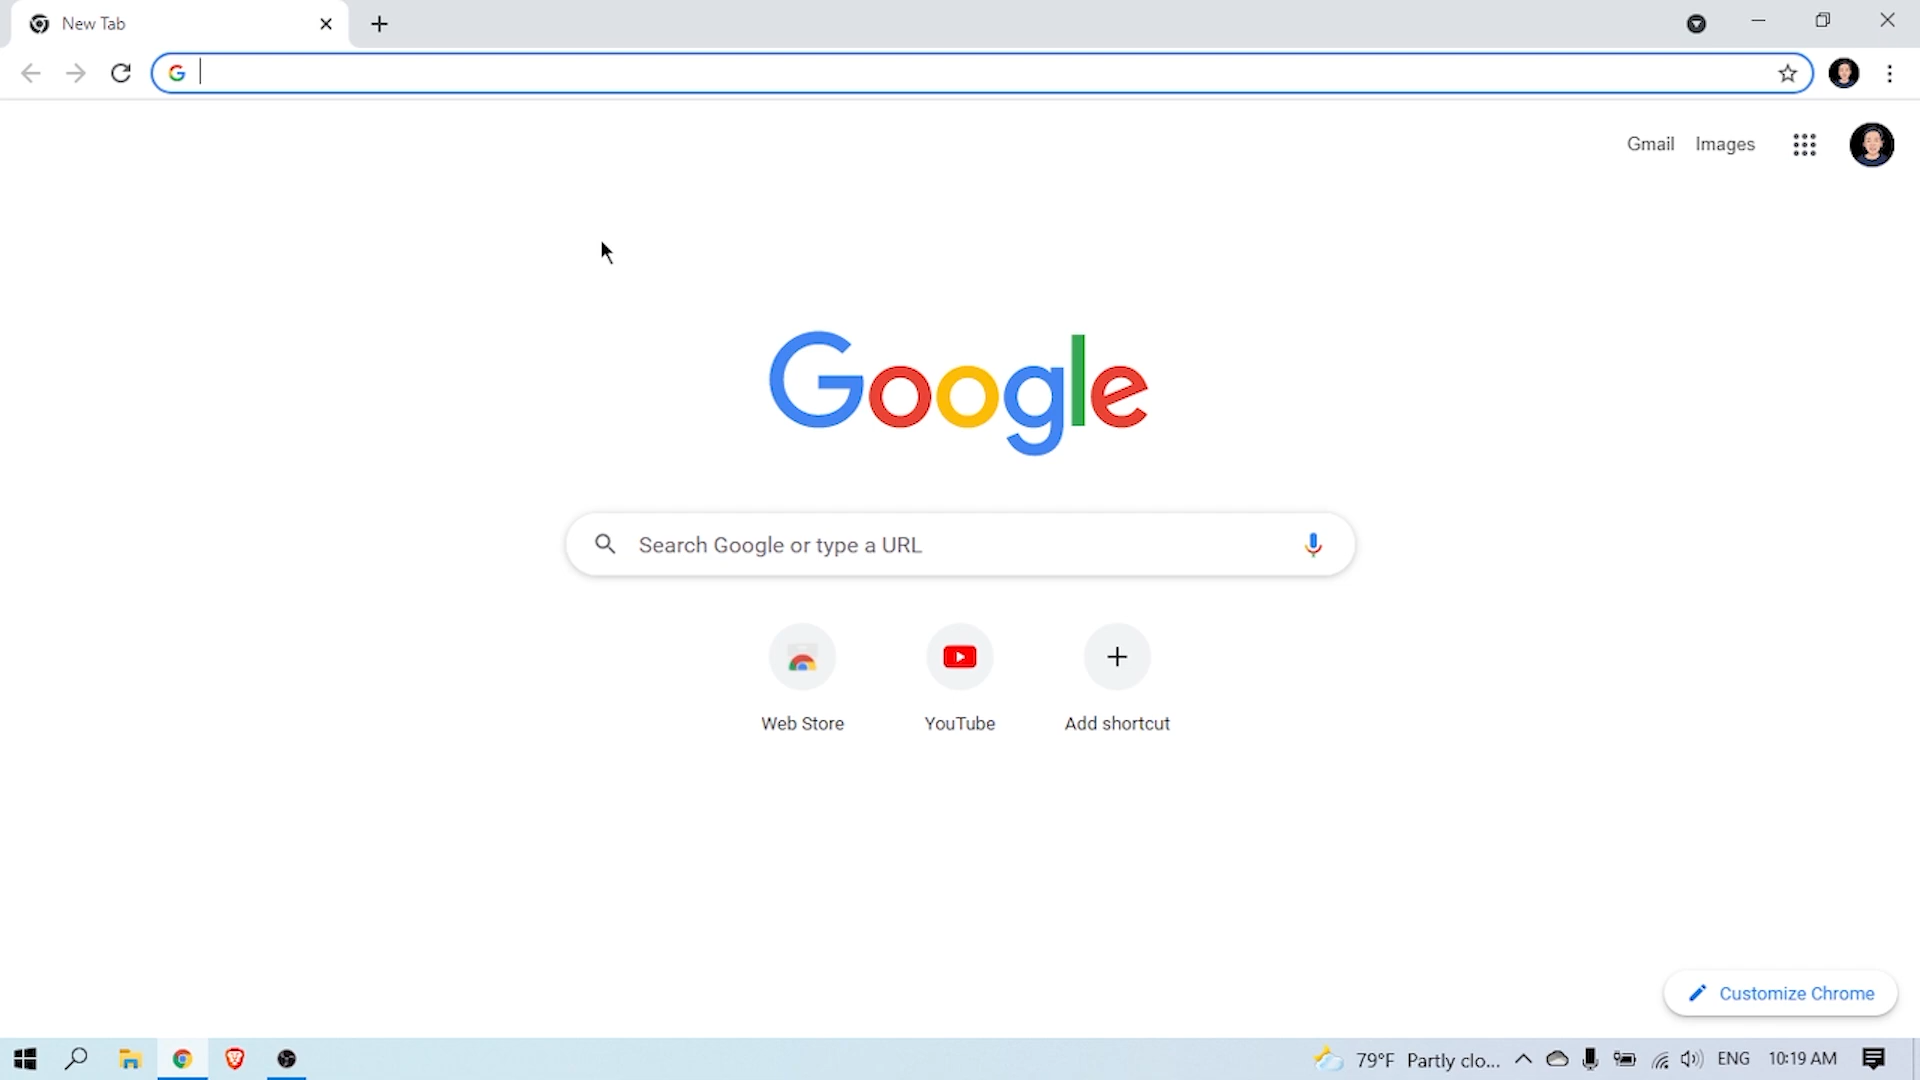 New Tab
Gmail Images
Google
Search Google or type a URL
Web Store YouTube Add shortcut
Customize Chrome
79°F Partly clo... ENG 10:19 AM